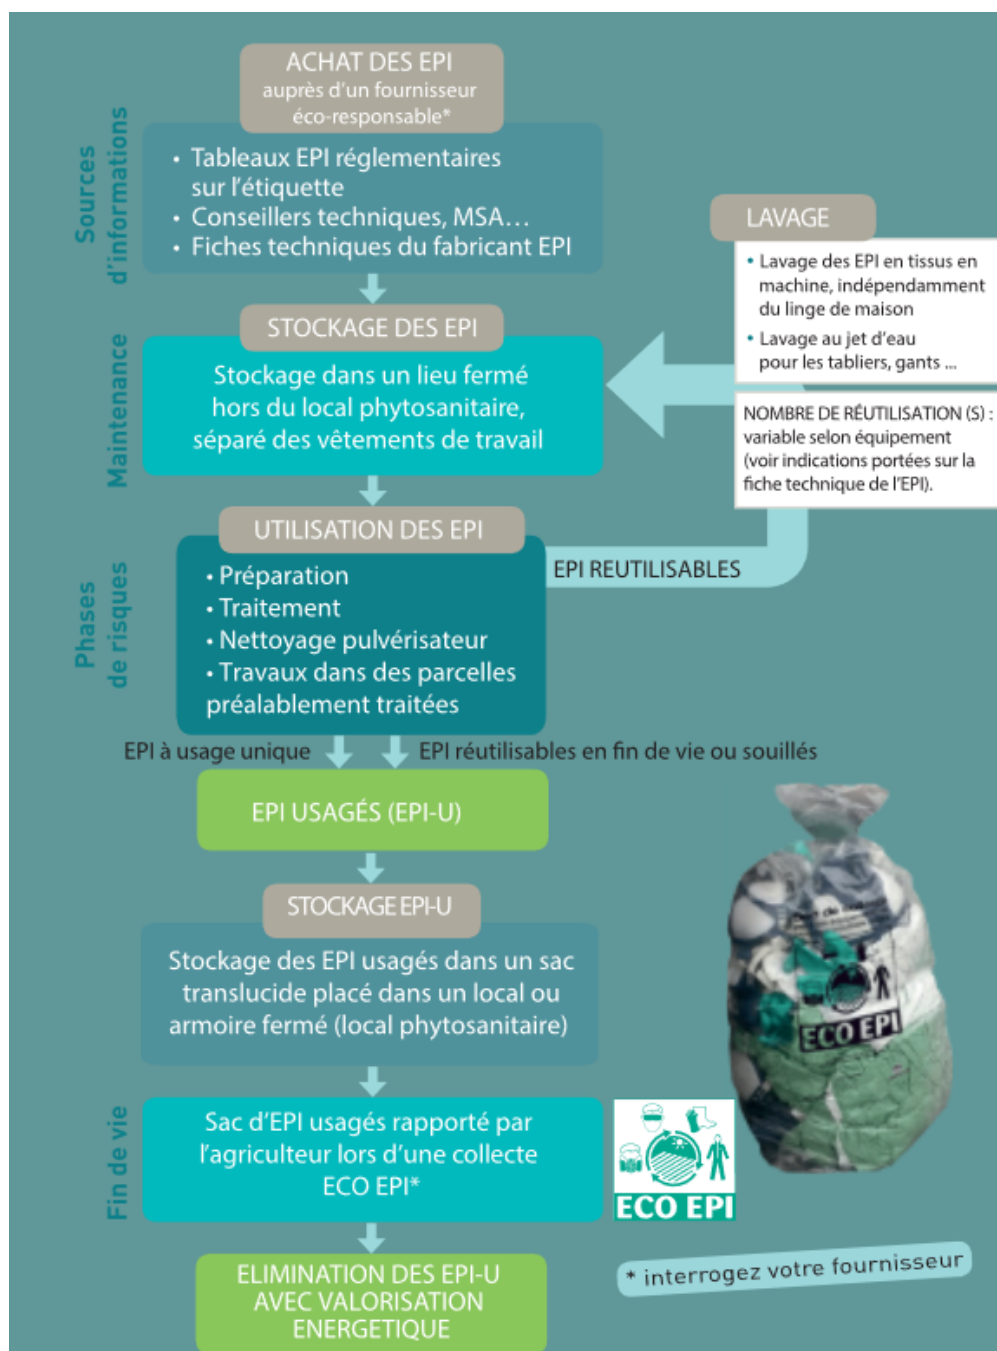 ACHAT DES EPI
auprès d'un fournisseur
éco-responsable*
Sources
d'informations
• Tableaux EPI réglementaires
sur l'étiquette
• Conseillers techniques, MSA...
• Fiches techniques du fabricant EPI
LAVAGE
• Lavage des EPI en tissus en
machine, indépendamment
du linge de maison
• Lavage au jet d'eau
pour les tabliers, gants ...
STOCKAGE DES EPI
Maintenance
Stockage dans un lieu fermé
hors du local phytosanitaire,
séparé des vêtements de travail
NOMBRE DE RÉUTILISATION (S) :
variable selon équipement
(voir indications portées sur la
fiche technique de l'EPI).
UTILISATION DES EPI
Phases
de risques
• Préparation
• Traitement
• Nettoyage pulvérisateur
• Travaux dans des parcelles
préalablement traitées
EPI REUTILISABLES
EPI à usage unique
EPI réutilisables en fin de vie ou souillés
EPI USAGÉS (EPI-U)
STOCKAGE EPI-U
Stockage des EPI usagés dans un sac
translucide placé dans un local ou
armoire fermé (local phytosanitaire)
ECO EPI
Fin de vie
Sac d'EPI usagés rapporté par
l'agriculteur lors d'une collecte
ECO EPI*
ECO EPI
ELIMINATION DES EPI-U
AVEC VALORISATION
ENERGETIQUE
* interrogez votre fournisseur